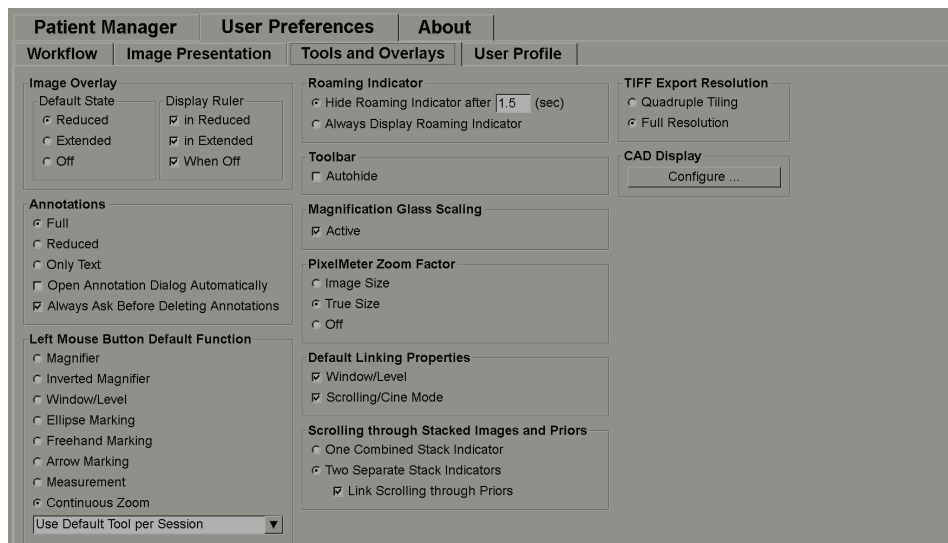 Patient Manager
User Preferences
About
Workflow
Image Presentation
Tools and Overlays
User Profile
Image Overlay
Default State
Reduced
Extended
Off
Display Ruler
in Reduced
in Extended
When Off
Annotations
Full
Reduced
Only Text
Open Annotation Dialog Automatically
Always Ask Before Deleting Annotations
Left Mouse Button Default Function
Magnifier
Inverted Magnifier
Window/Level
Ellipse Marking
Freehand Marking
Arrow Marking
Measurement
Continuous Zoom
Use Default Tool per Session
Roaming Indicator
Hide Roaming Indicator after 1.5 (sec)
Always Display Roaming Indicator
Toolbar
Autohide
Magnification Glass Scaling
Active
PixelMeter Zoom Factor
Image Size
True Size
Off
Default Linking Properties
Window/Level
Scrolling/Cine Mode
Scrolling through Stacked Images and Priors
One Combined Stack Indicator
Two Separate Stack Indicators
Link Scrolling through Priors
TIFF Export Resolution
Quadruple Tiling
Full Resolution
CAD Display
Configure ...